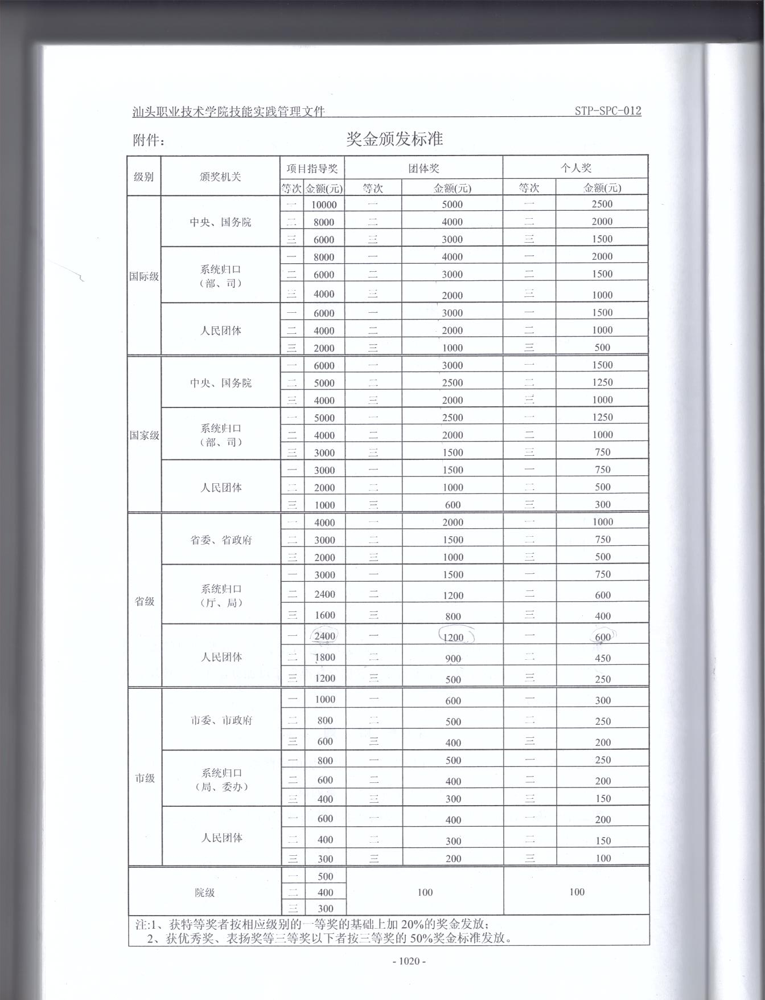 汕头职业技术学院技能实践管理文件 STP-SPC-012
附件： 奖金颁发标准
级别 颁奖机关 项目指导奖 团体奖 个人奖
等次 金额(元) 等次 金额(元) 等次 金额(元)
国际级 中央、国务院 一 10000 一 5000 一 2500
二 8000 二 4000 二 2000
三 6000 三 3000 三 1500
系统归口（部、司） 一 8000 一 4000 一 2000
二 6000 二 3000 二 1500
三 4000 三 2000 三 1000
人民团体 一 6000 一 3000 一 1500
二 4000 二 2000 二 1000
三 2000 三 1000 三 500
国家级 中央、国务院 一 6000 一 3000 一 1500
二 5000 二 2500 二 1250
三 4000 三 2000 三 1000
系统归口（部、司） 一 5000 一 2500 一 1250
二 4000 二 2000 二 1000
三 3000 三 1500 三 750
人民团体 一 3000 一 1500 一 750
二 2000 二 1000 二 500
三 1000 三 600 三 300
省级 省委、省政府 一 4000 一 2000 一 1000
二 3000 二 1500 二 750
三 2000 三 1000 三 500
系统归口（厅、局） 一 3000 一 1500 一 750
二 2400 二 1200 二 600
三 1600 三 800 三 400
人民团体 一 2400 一 1200 一 600
二 1800 二 900 二 450
三 1200 三 500 三 250
市级 市委、市政府 一 1000 一 600 一 300
二 800 二 500 二 250
三 600 三 400 三 200
系统归口（局、委办） 一 800 一 500 一 250
二 600 二 400 二 200
三 400 三 300 三 150
人民团体 一 600 一 400 一 200
二 400 二 300 二 150
三 300 三 200 三 100
院级 一 500 100 100
二 400
三 300
注:1、获特等奖者按相应级别的一等奖的基础上加 20%的奖金发放；
2、获优秀奖、表扬奖等三等奖以下者按三等奖的 50%奖金标准发放。
- 1020 -